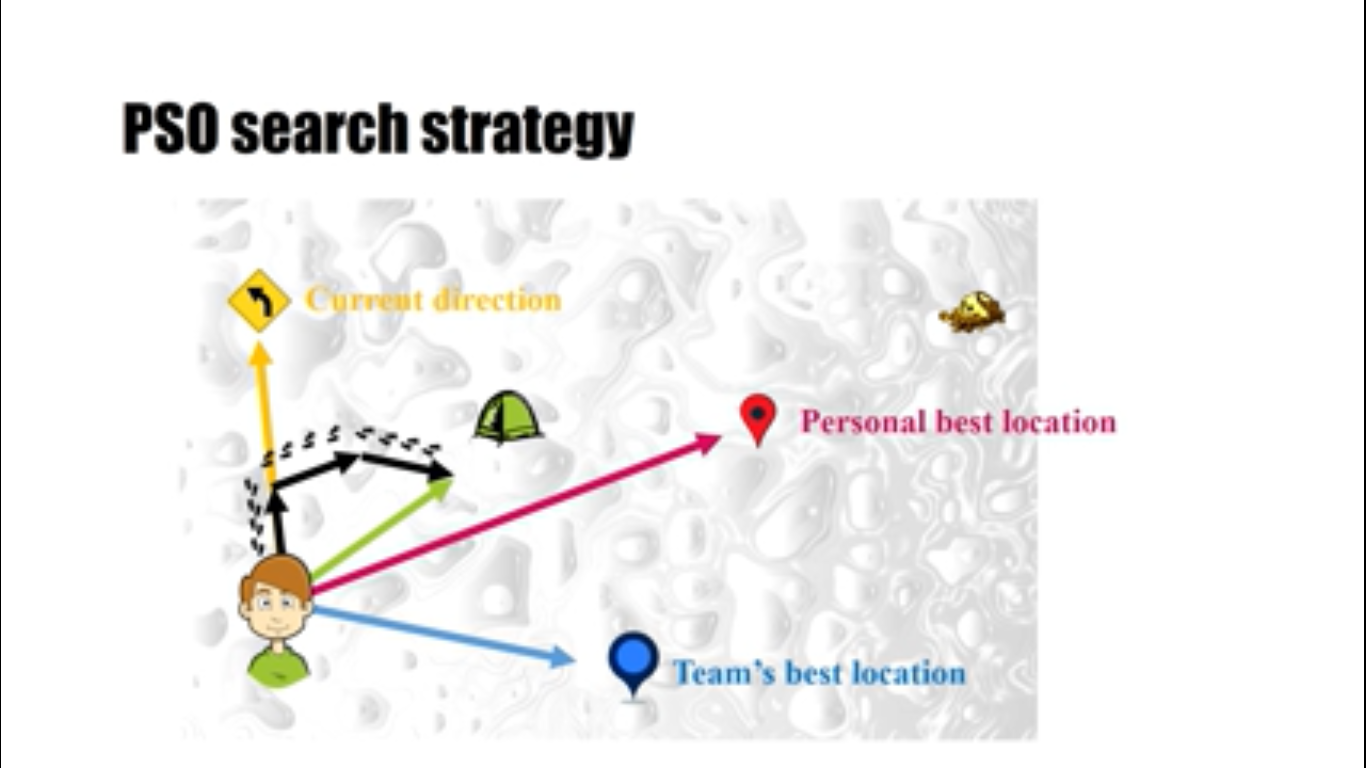 PSO search strategy
Current direction
Personal best location
Team's best location